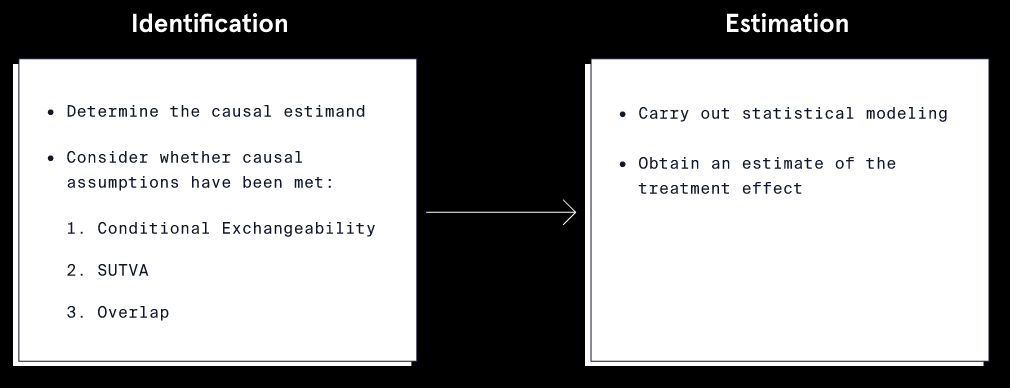 Identification
• Determine the causal estimand
• Consider whether causal
assumptions have been met:
1. Conditional Exchangeability
2. SUTVA
3. Overlap
Estimation
• Carry out statistical modeling
• Obtain an estimate of the
treatment effect